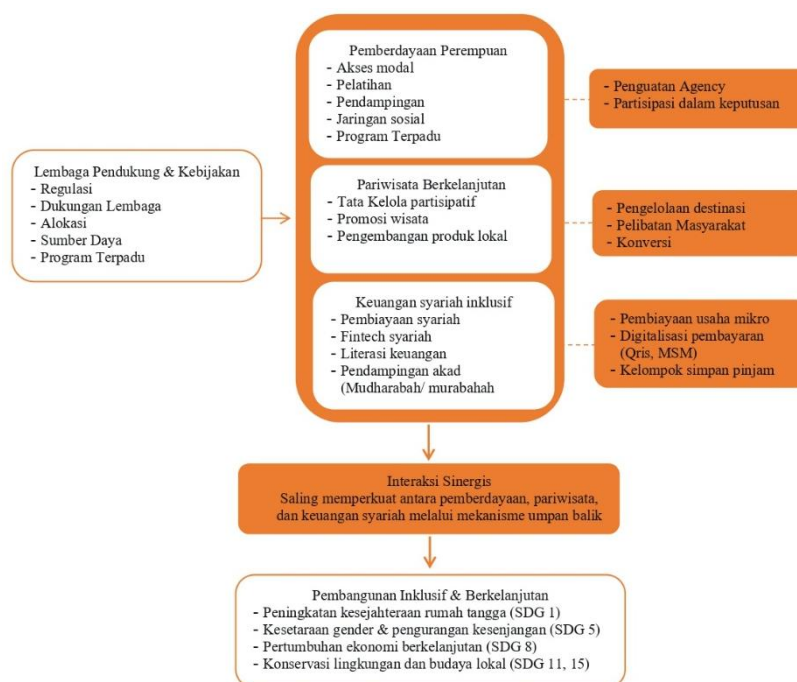 Pemberdayaan Perempuan
- Akses modal
- Pelatihan
- Pendampingan
- Jaringan sosial
- Program Terpadu
- Penguatan Agency
- Partisipasi dalam keputusan
Lembaga Pendukung & Kebijakan
- Regulasi
- Dukungan Lembaga
- Alokasi
- Sumber Daya
- Program Terpadu
Pariwisata Berkelanjutan
- Tata Kelola partisipatif
- Promosi wisata
- Pengembangan produk lokal
- Pengelolaan destinasi
- Pelibatan Masyarakat
- Konversi
Keuangan syariah inklusif
- Pembiayaan syariah
- Fintech syariah
- Literasi keuangan
- Pendampingan akad
(Mudharabah/ murabahah
- Pembiayaan usaha mikro
- Digitalisasi pembayaran
(Qris, MSM)
- Kelompok simpan pinjam
Interaksi Sinergis
Saling memperkuat antara pemberdayaan, pariwisata,
dan keuangan syariah melalui mekanisme umpan balik
Pembangunan Inklusif & Berkelanjutan
- Peningkatan kesejahteraan rumah tangga (SDG 1)
- Kesetaraan gender & pengurangan kesenjangan (SDG 5)
- Pertumbuhan ekonomi berkelanjutan (SDG 8)
- Konservasi lingkungan dan budaya lokal (SDG 11, 15)